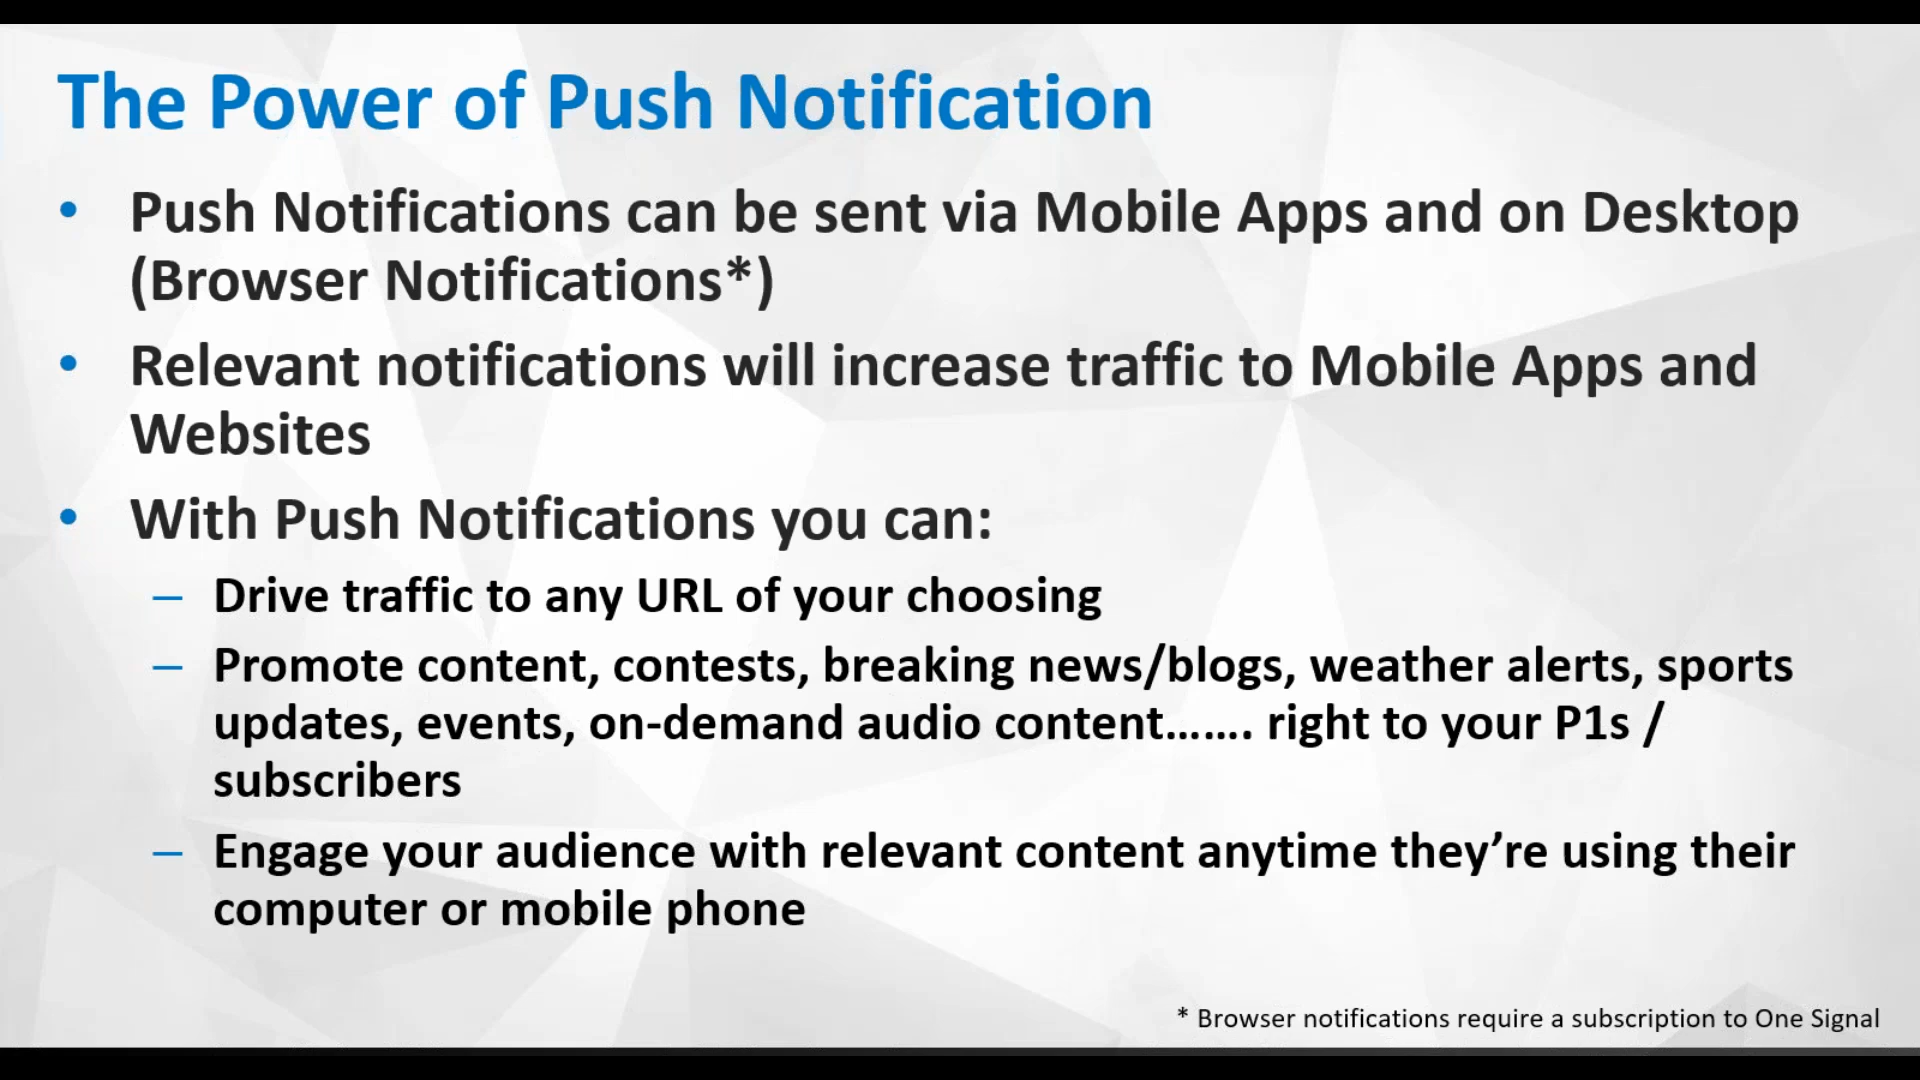 The Power of Push Notification
• Push Notifications can be sent via Mobile Apps and on Desktop
(Browser Notifications*)
• Relevant notifications will increase traffic to Mobile Apps and
Websites
• With Push Notifications you can:
– Drive traffic to any URL of your choosing
– Promote content, contests, breaking news/blogs, weather alerts, sports
updates, events, on-demand audio content……. right to your P1s /
subscribers
– Engage your audience with relevant content anytime they’re using their
computer or mobile phone
* Browser notifications require a subscription to One Signal